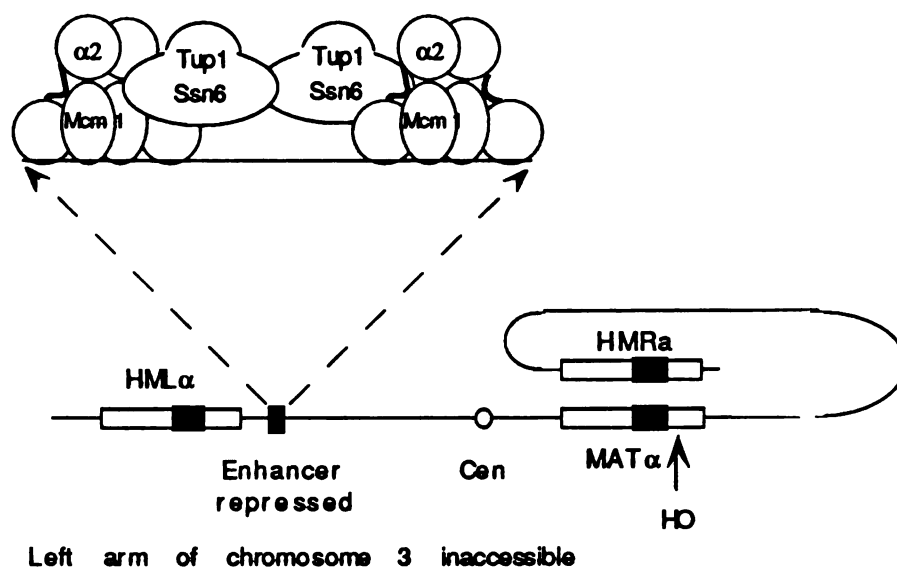 α2 Tup1 Tup1 α2
Ssn6 Ssn6
Mcm 1 Mcm 1
HMRa
HMLα
Enhancer Cen MATα
repressed
HO
Left arm of chromosome 3 inaccessible